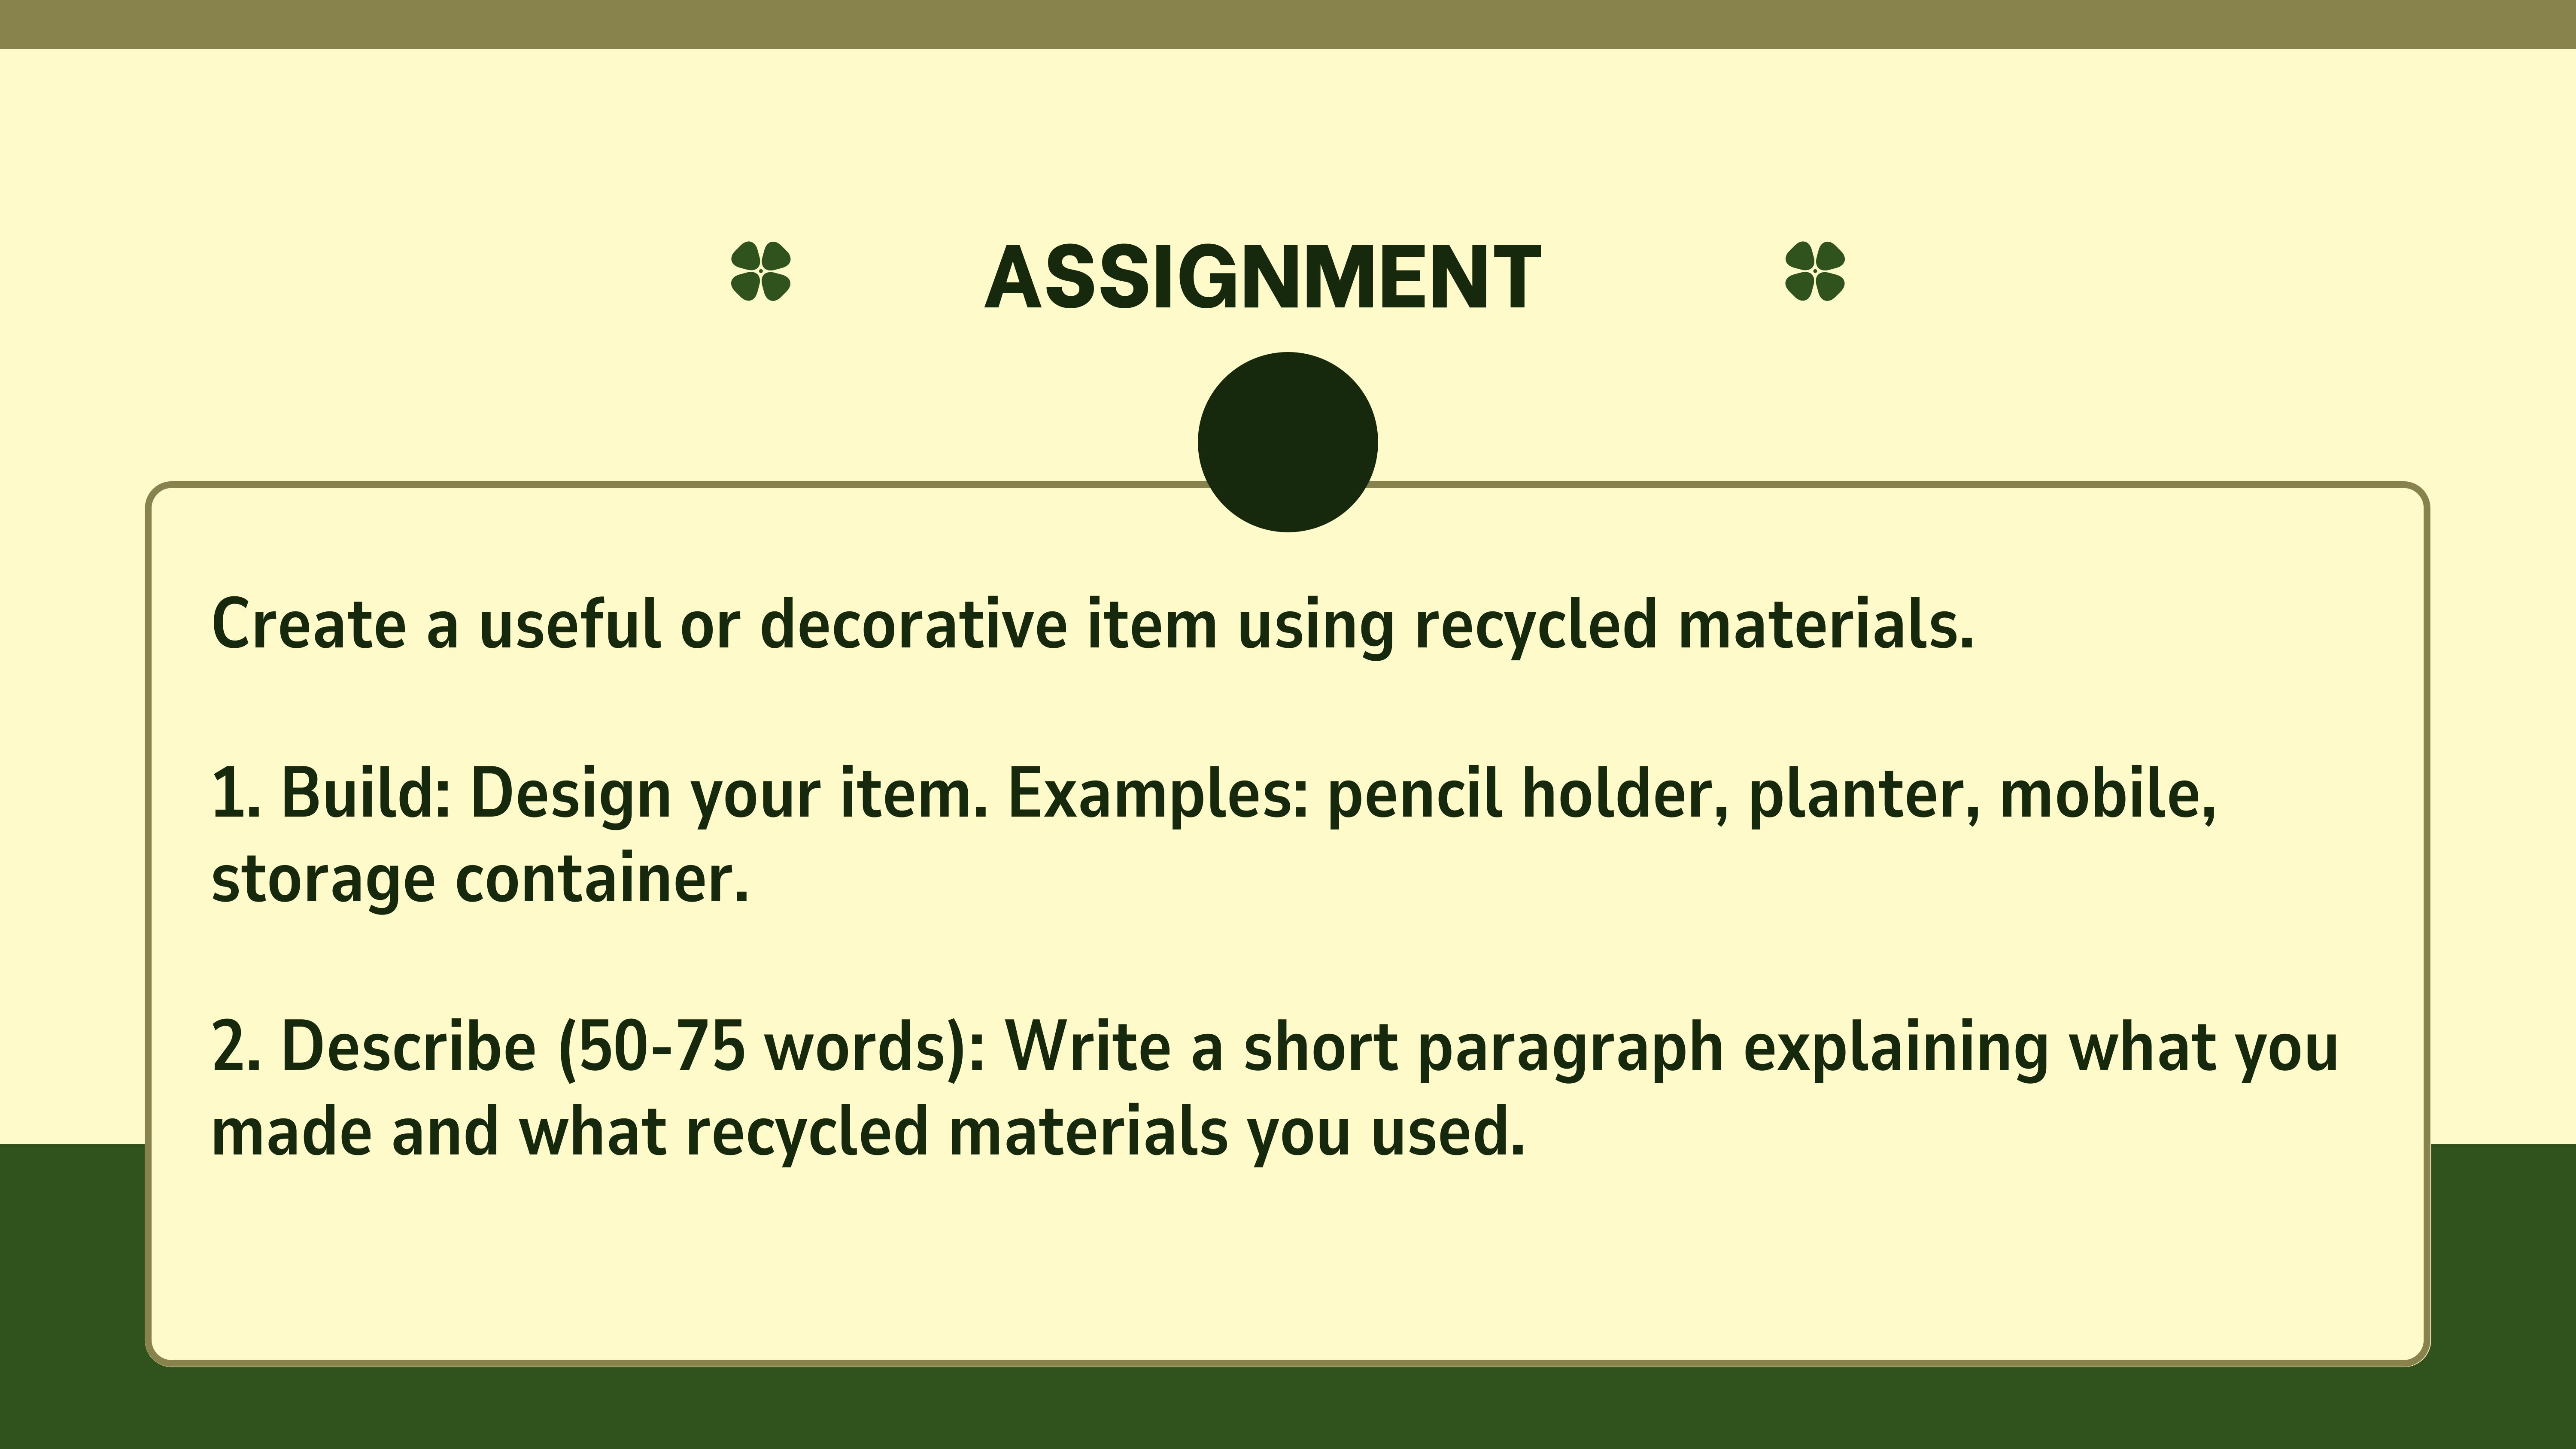 ASSIGNMENT
Create a useful or decorative item using recycled materials.
1. Build: Design your item. Examples: pencil holder, planter, mobile,
storage container.
2. Describe (50-75 words): Write a short paragraph explaining what you
made and what recycled materials you used.